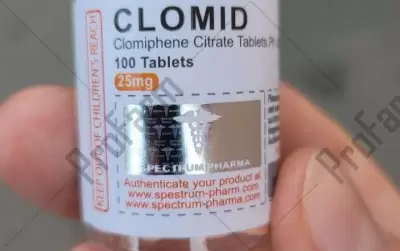 CLOMID
Clomiphene Citrate Tablets
100 Tablets
25mg
KEEP OUT OF CHILDREN'S REACH
SPECTRUM PHARMA
Authenticate your product at
www.spestrum-pharm.com
www.spectrum-pharma.com
ProFarm